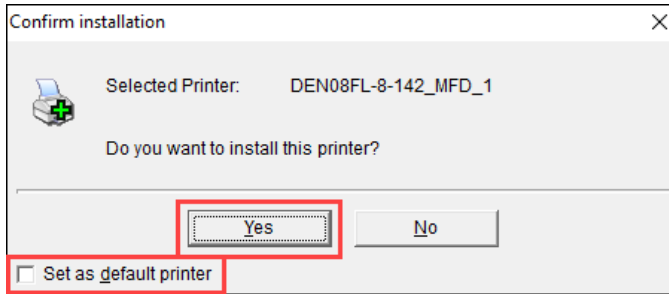 Confirm installation
Selected Printer: DEN08FL-8-142_MFD_1
Do you want to install this printer?
Yes No
Set as default printer